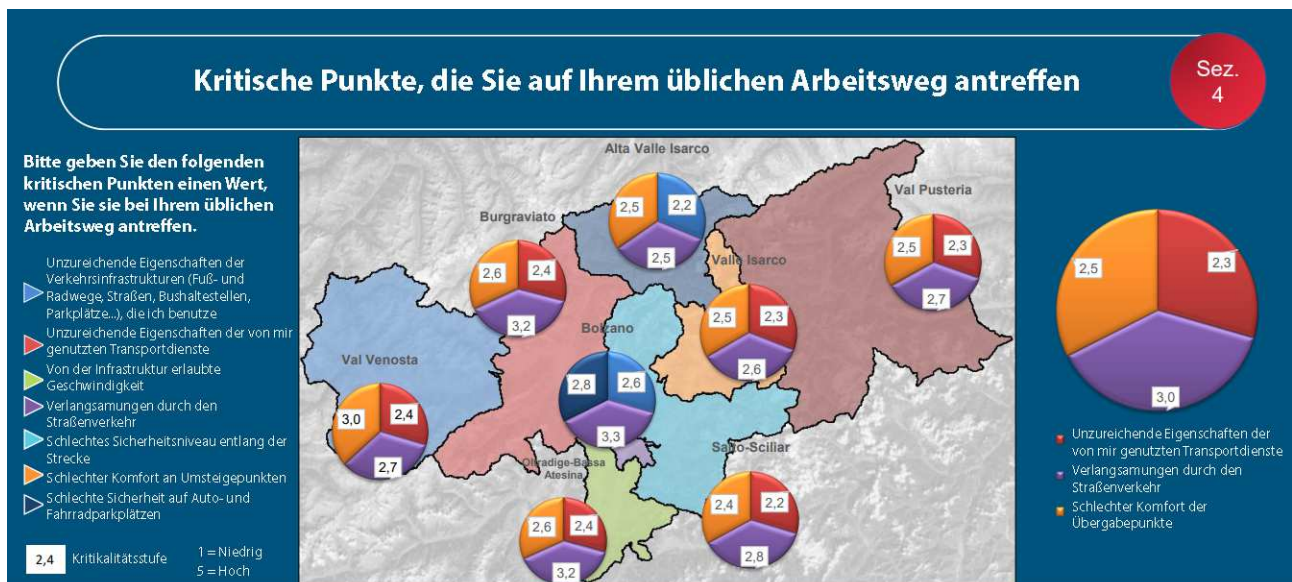 Kritische Punkte, die Sie auf Ihrem üblichen Arbeitsweg antreffen
Sez.
4
Bitte geben Sie den folgenden
kritischen Punkten einen Wert,
wenn Sie sie bei Ihrem üblichen
Arbeitsweg antreffen.
Unzureichende Eigenschaften der
Verkehrsinfrastrukturen (Fuß- und
Radwege, Straßen, Bushaltestellen,
Parkplätze...), die ich benutze
Unzureichende Eigenschaften der von mir
genutzten Transportdienste
Von der Infrastruktur erlaubte
Geschwindigkeit
Verlangsamungen durch den
Straßenverkehr
Schlechtes Sicherheitsniveau entlang der
Strecke
Schlechter Komfort an Umsteigepunkten
Schlechte Sicherheit auf Auto- und
Fahrradparkplätzen
2,4 Kritikalitätsstufe
1 = Niedrig
5 = Hoch
Alta Valle Isarco
2,5 2,2
2,5
Val Pusteria
2,5 2,3
2,7
Burgraviato
2,6 2,4
3,2
Valle Isarco
2,5 2,3
2,6
Bolzano
2,8 2,6
3,3
Val Venosta
3,0 2,4
2,7
Salto-Sciliar
2,4 2,2
2,8
Oltradige-Bassa
Atesina
2,6 2,4
3,2
2,5 2,3
3,0
Unzureichende Eigenschaften der
von mir genutzten Transportdienste
Verlangsamungen durch den
Straßenverkehr
Schlechter Komfort der
Übergabepunkte